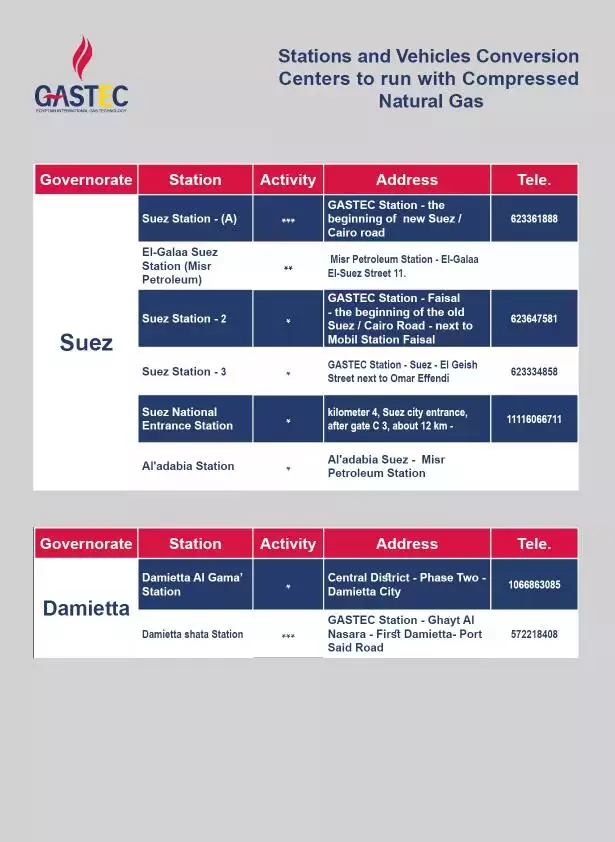 GASTEC
EGYPTIAN INTERNATIONAL GAS TECHNOLOGY
Stations and Vehicles Conversion
Centers to run with Compressed
Natural Gas
Governorate Station Activity Address Tele.
Suez
Suez Station - (A) *** GASTEC Station - the
beginning of new Suez /
Cairo road
623361888
El-Galaa Suez
Station (Misr
Petroleum)
**
Misr Petroleum Station - El-Galaa
El-Suez Street 11.
Suez Station - 2 *
GASTEC Station - Faisal
- the beginning of the old
Suez / Cairo Road - next to
Mobil Station Faisal
623647581
Suez Station - 3 *
GASTEC Station - Suez - El Geish
Street next to Omar Effendi
623334858
Suez National
Entrance Station
*
kilometer 4, Suez city entrance,
after gate C 3, about 12 km -
11116066711
Al'adabia Station *
Al'adabia Suez - Misr
Petroleum Station
Governorate Station Activity Address Tele.
Damietta
Damietta Al Gama'
Station
*
Central District - Phase Two -
Damietta City
1066863085
Damietta shata Station ***
GASTEC Station - Ghayt Al
Nasara - First Damietta- Port
Said Road
572218408